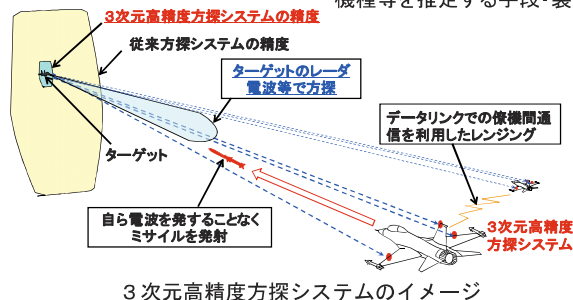 機種等を推定する手段・装
3次元高精度方探システムの精度
従来方探システムの精度
ターゲットのレーダ
電波等で方探
データリンクでの僚機間通
信を利用したレンジング
ターゲット
自ら電波を発することなく
ミサイルを発射
3次元高精度
方探システム
3次元高精度方探システムのイメージ